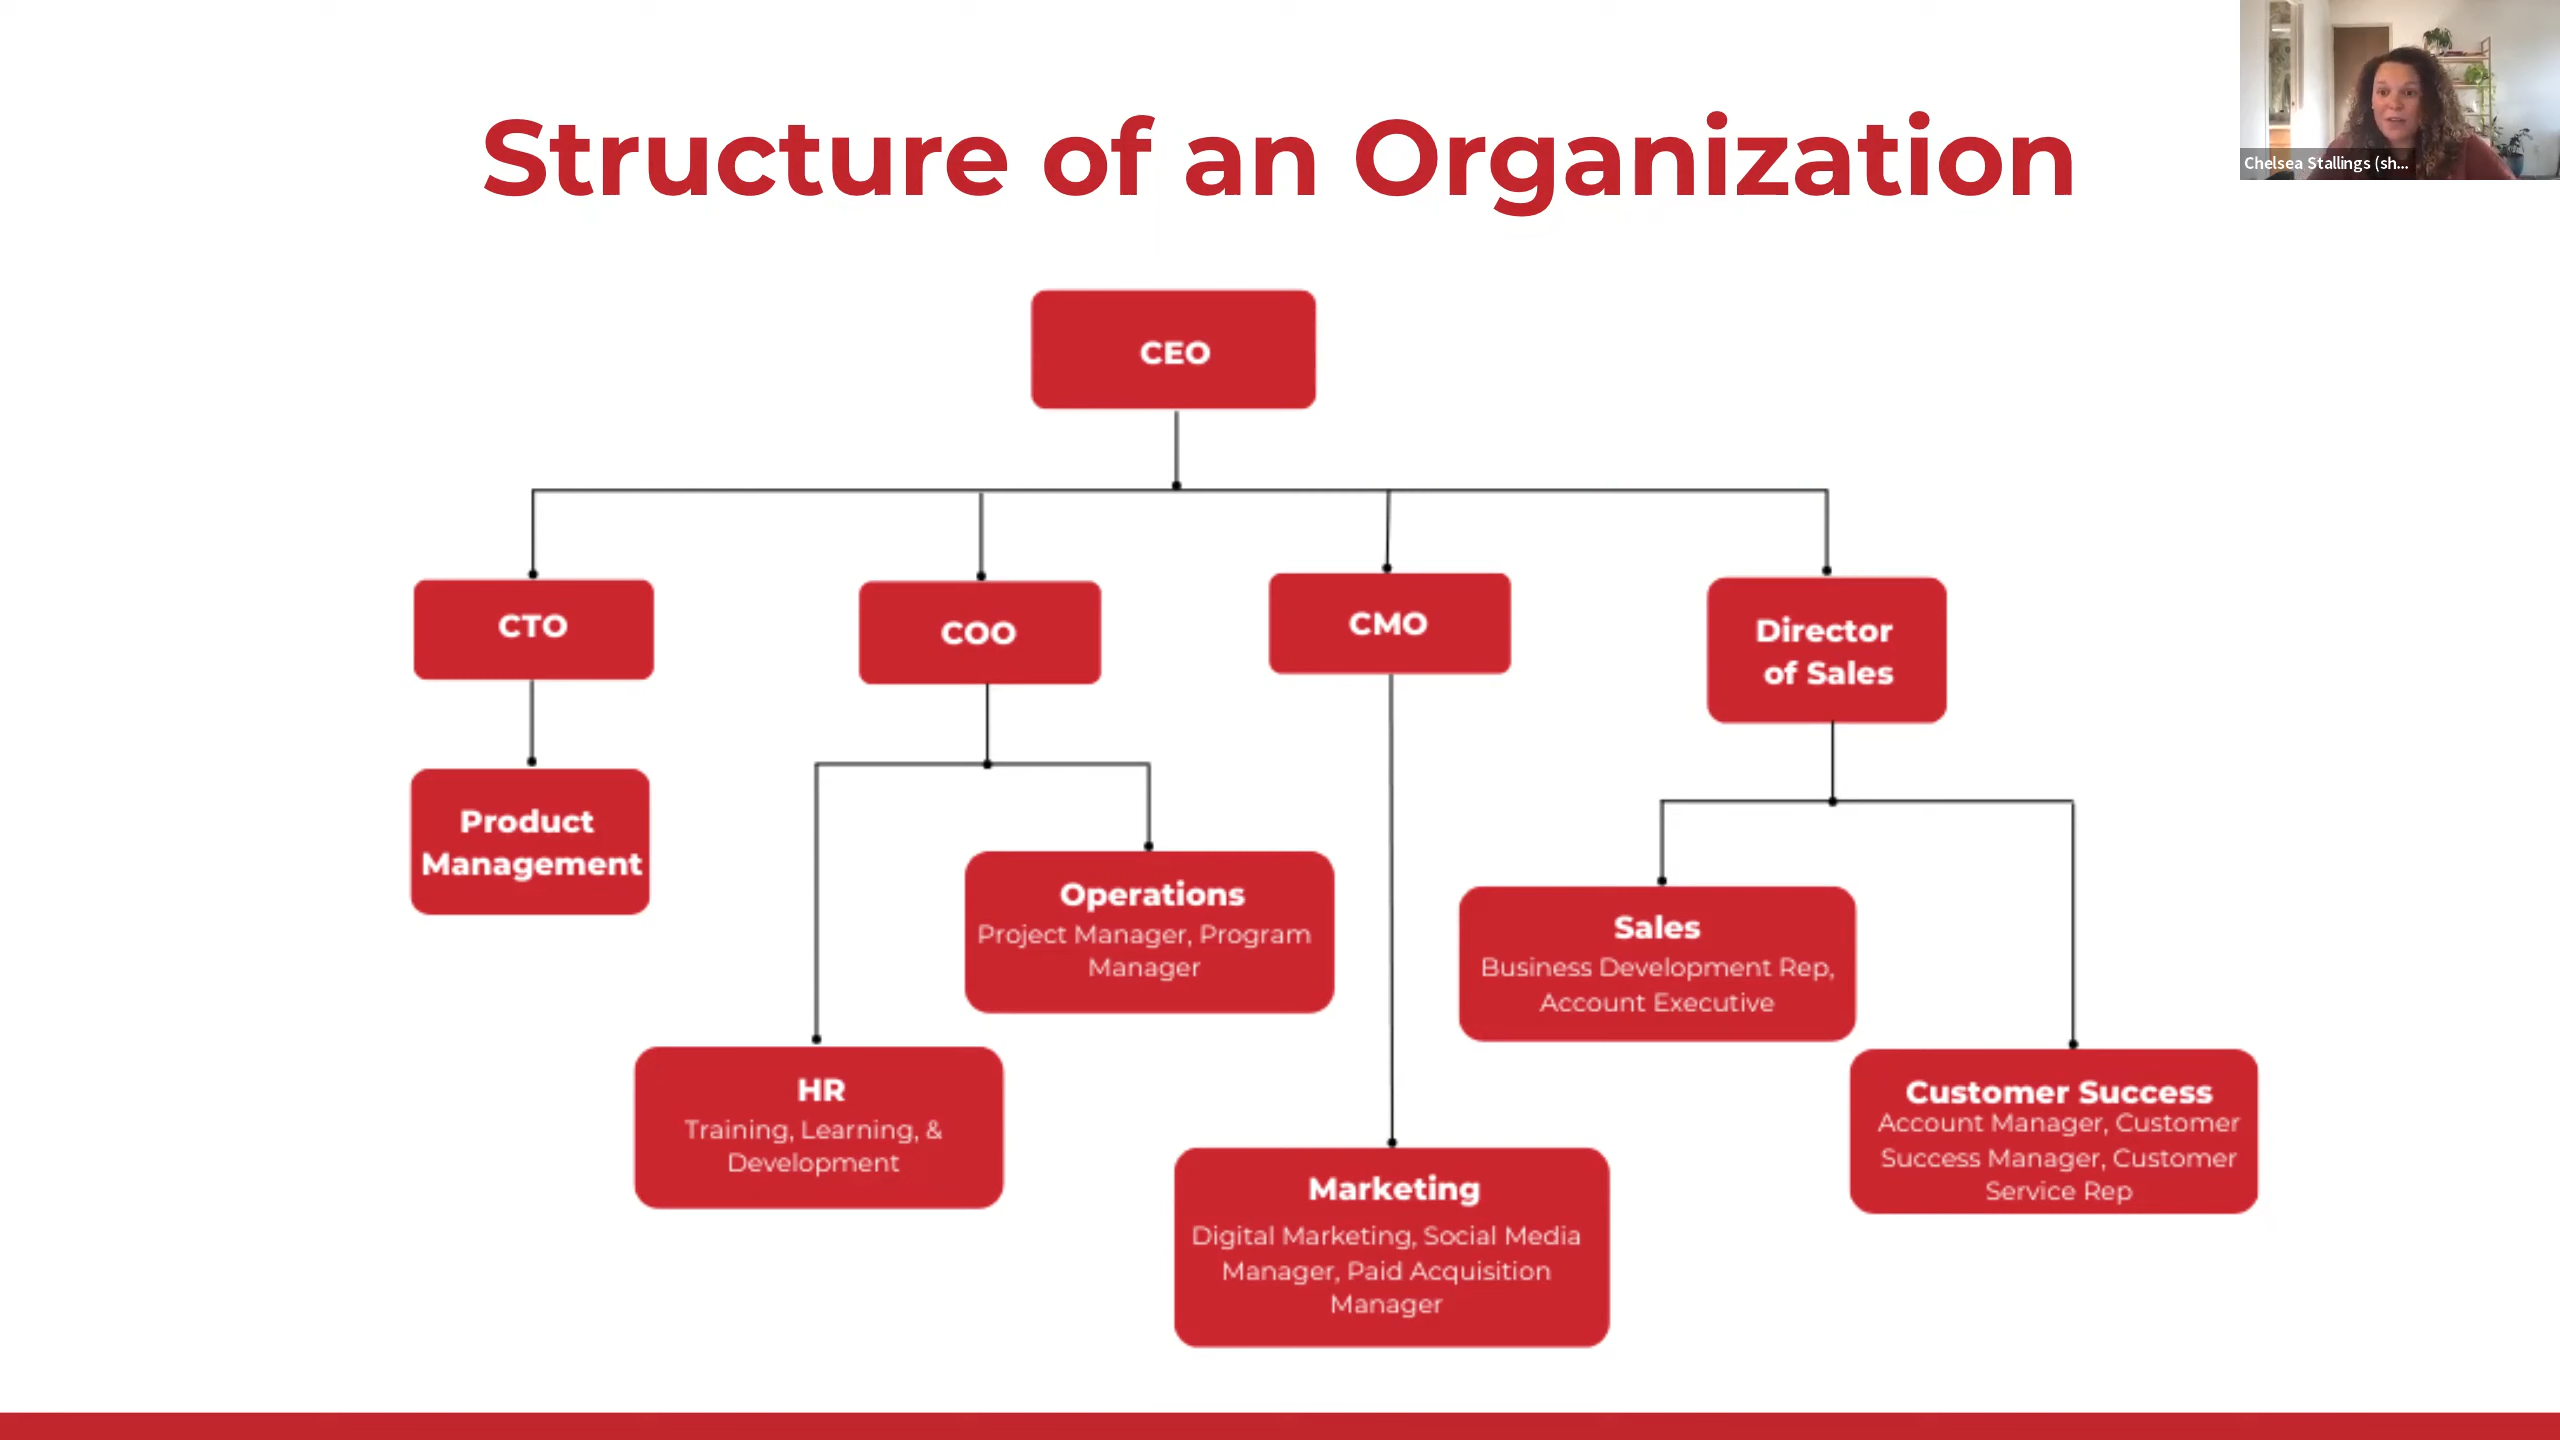 Structure of an Organization
Chelsea Stallings (sh...
CEO
CTO
COO
CMO
Director
of Sales
Product
Management
Operations
Project Manager, Program
Manager
Sales
Business Development Rep,
Account Executive
HR
Training, Learning, &
Development
Customer Success
Account Manager, Customer
Success Manager, Customer
Service Rep
Marketing
Digital Marketing, Social Media
Manager, Paid Acquisition
Manager